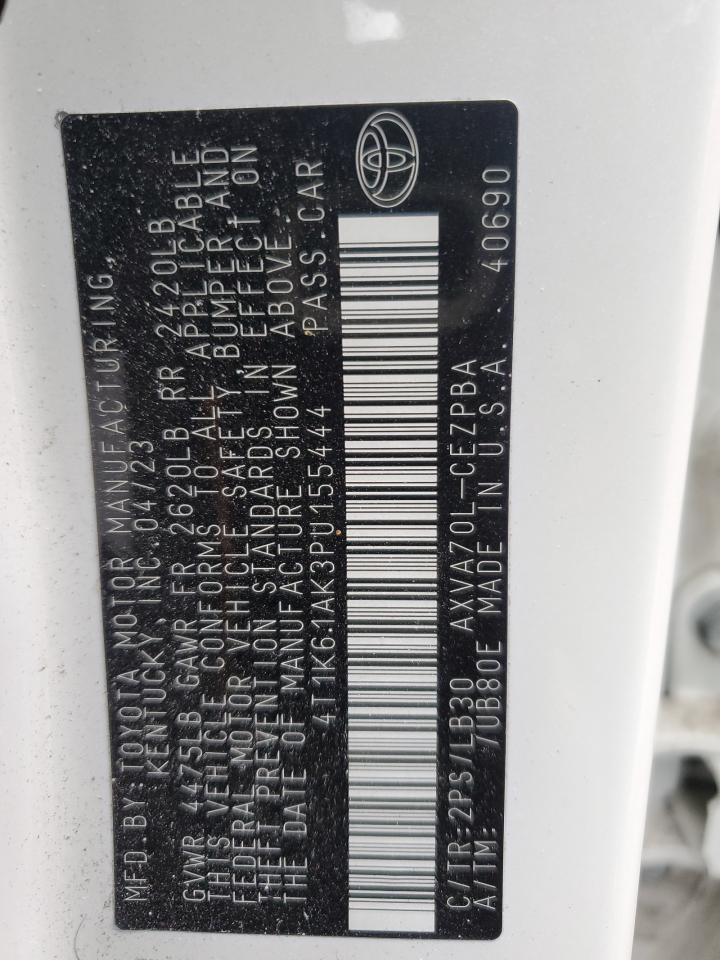 MFD.BY:TOYOTA MOTOR MANUFACTURING,
KENTUCKY,INC.04/23
GVWR 4475LB GAWR FR 2620LB RR 2420LB
THIS VEHICLE CONFORMS TO ALL APPLICABLE
FEDERAL MOTOR VEHICLE SAFETY,BUMPER,AND
THEFT PREVENTION STANDARDS IN EFFECT ON
THE DATE OF MANUFACTURE SHOWN ABOVE.
4T1K61AK3PU155444 PASS.CAR
C/TR:2PS/LB30 AXVA70L-CEZPBA 40690
A/TM: /UB80E MADE IN U.S.A.